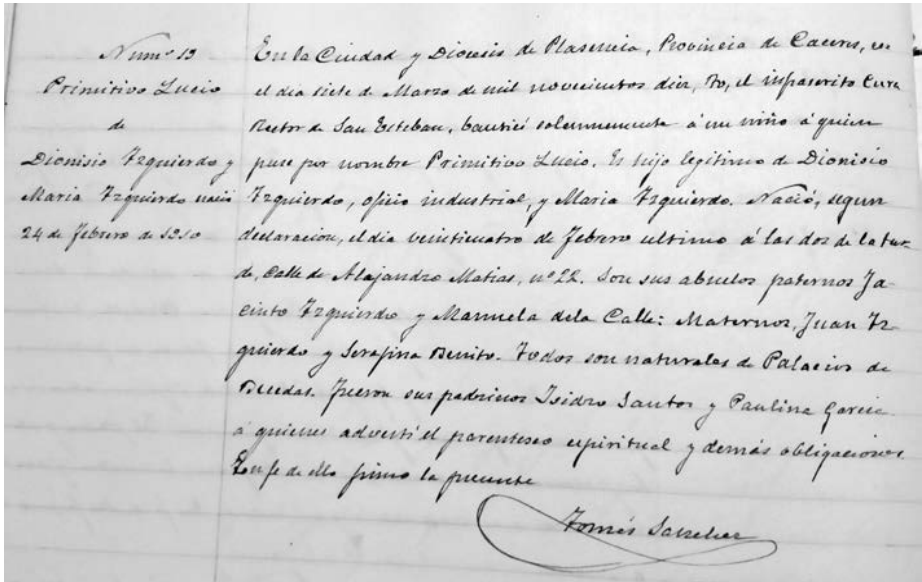 Numº 13
Primitivo Lucio
de
Dionisio Izquierdo y
Maria Izquierdo nació
24 de Febrero de 1910
En la Ciudad y Diocesis de Plasencia, Provincia de Caceres, en
el dia siete de Marzo de mil novecientos diez, Yo, el infrascrito Cura
Rector de San Esteban, bauticé solemnemente á un niño á quien
puse por nombre Primitivo Lucio. Es hijo legitimo de Dionisio
Izquierdo, oficio industrial, y Maria Izquierdo. Nació, segun
declaracion, el dia veinticuatro de Febrero ultimo á las dos de la tar-
de, Calle de Alejandro Matias, nº 22. Son sus abuelos paternos Ja-
cinto Izquierdo y Manuela dela Calle: Maternos, Juan Iz-
quierdo y Serafina Benito. Todos son naturales de Palacios de
Fueron sus padrinos Isidro Santos y Paulina Garcia
á quienes advertí el parentesco espiritual y demás obligaciones.
En fe de ello firmo la presente
Tomás Sanchez